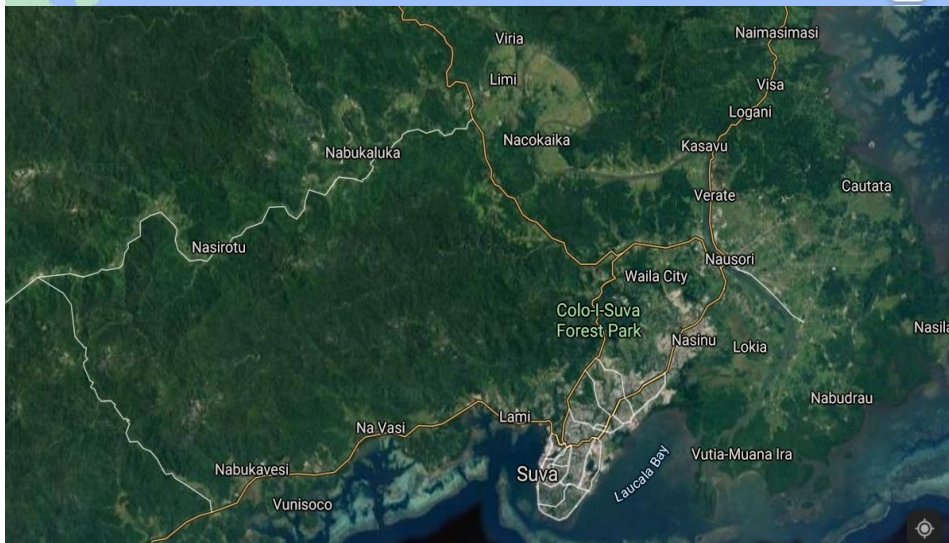 Viria
Naimasimasi
Limi
Visa
Logani
Nacokaika
Kasavu
Nabukaluka
Cautata
Verate
Nasirotu
Nausori
Waila City
Colo-I-Suva
Forest Park
Nasila
Nasinu
Lokia
Nabudrau
Lami
Na Vasi
Vutia-Muana Ira
Nabukavesi
Suva
Laucala Bay
Vunisoco